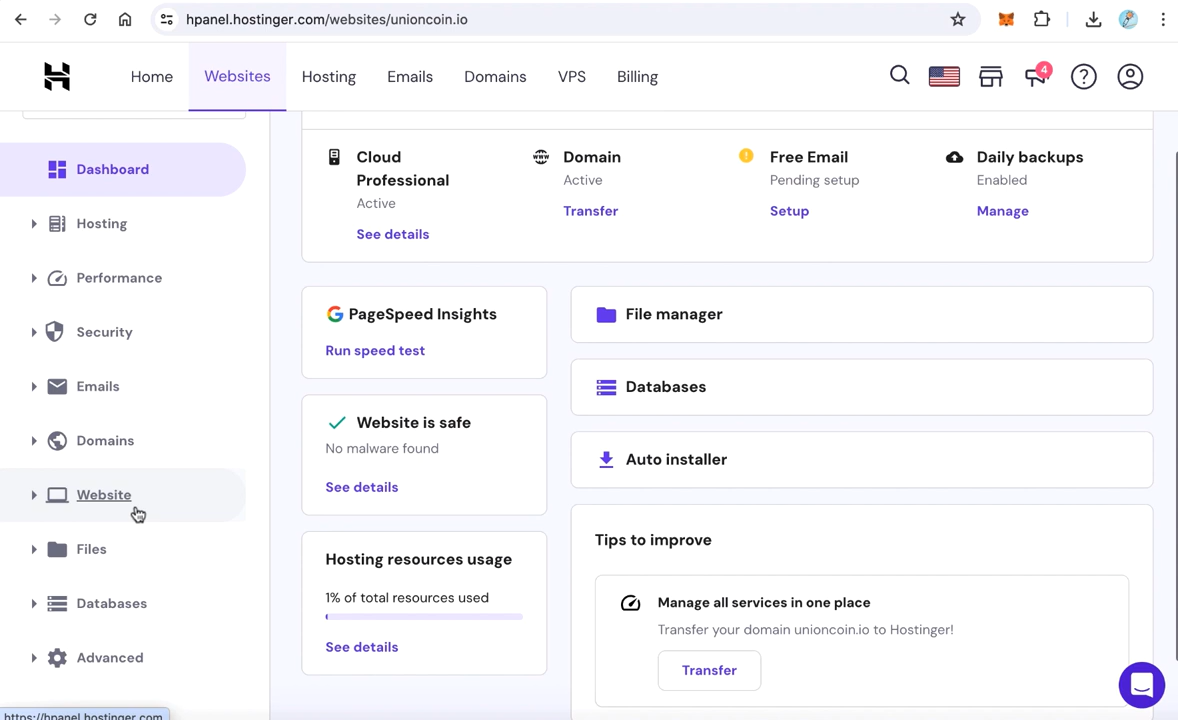 hpanel.hostinger.com/websites/unioncoin.io
Home
Websites
Hosting
Emails
Domains
VPS
Billing
4
Dashboard
Hosting
Performance
Security
Emails
Domains
Website
Files
Databases
Advanced
Cloud
Professional
Active
See details
Domain
Active
Transfer
Free Email
Pending setup
Setup
Daily backups
Enabled
Manage
PageSpeed Insights
Run speed test
Website is safe
No malware found
See details
Hosting resources usage
1% of total resources used
See details
File manager
Databases
Auto installer
Tips to improve
Manage all services in one place
Transfer your domain unioncoin.io to Hostinger!
Transfer
https://hpanel.hostinger.com